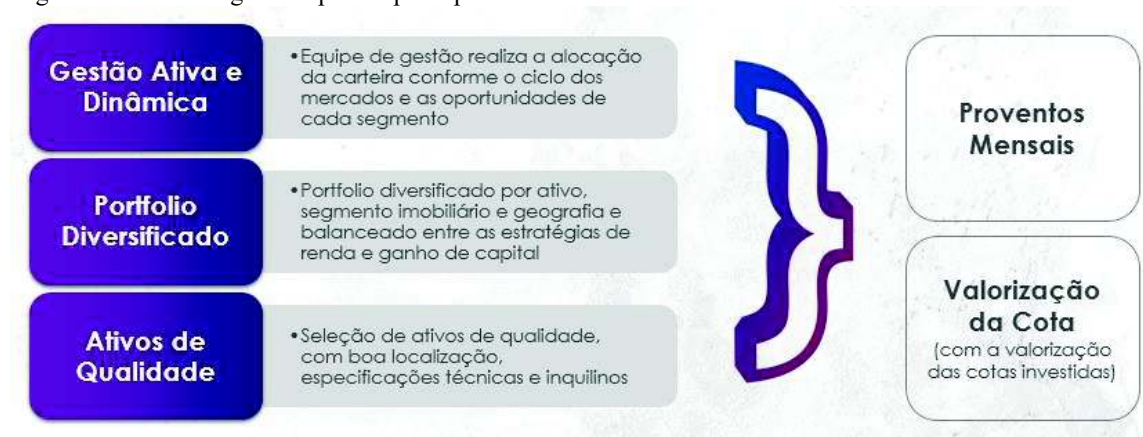 Gestão Ativa e
Dinâmica
•Equipe de gestão realiza a alocação
da carteira conforme o ciclo dos
mercados e as oportunidades de
cada segmento
Portfolio
Diversificado
•Portfolio diversificado por ativo,
segmento imobiliário e geografia e
balanceado entre as estratégias de
renda e ganho de capital
Ativos de
Qualidade
•Seleção de ativos de qualidade,
com boa localização,
especificações técnicas e inquilinos
Proventos
Mensais
Valorização
da Cota
(com a valorização
das cotas investidas)